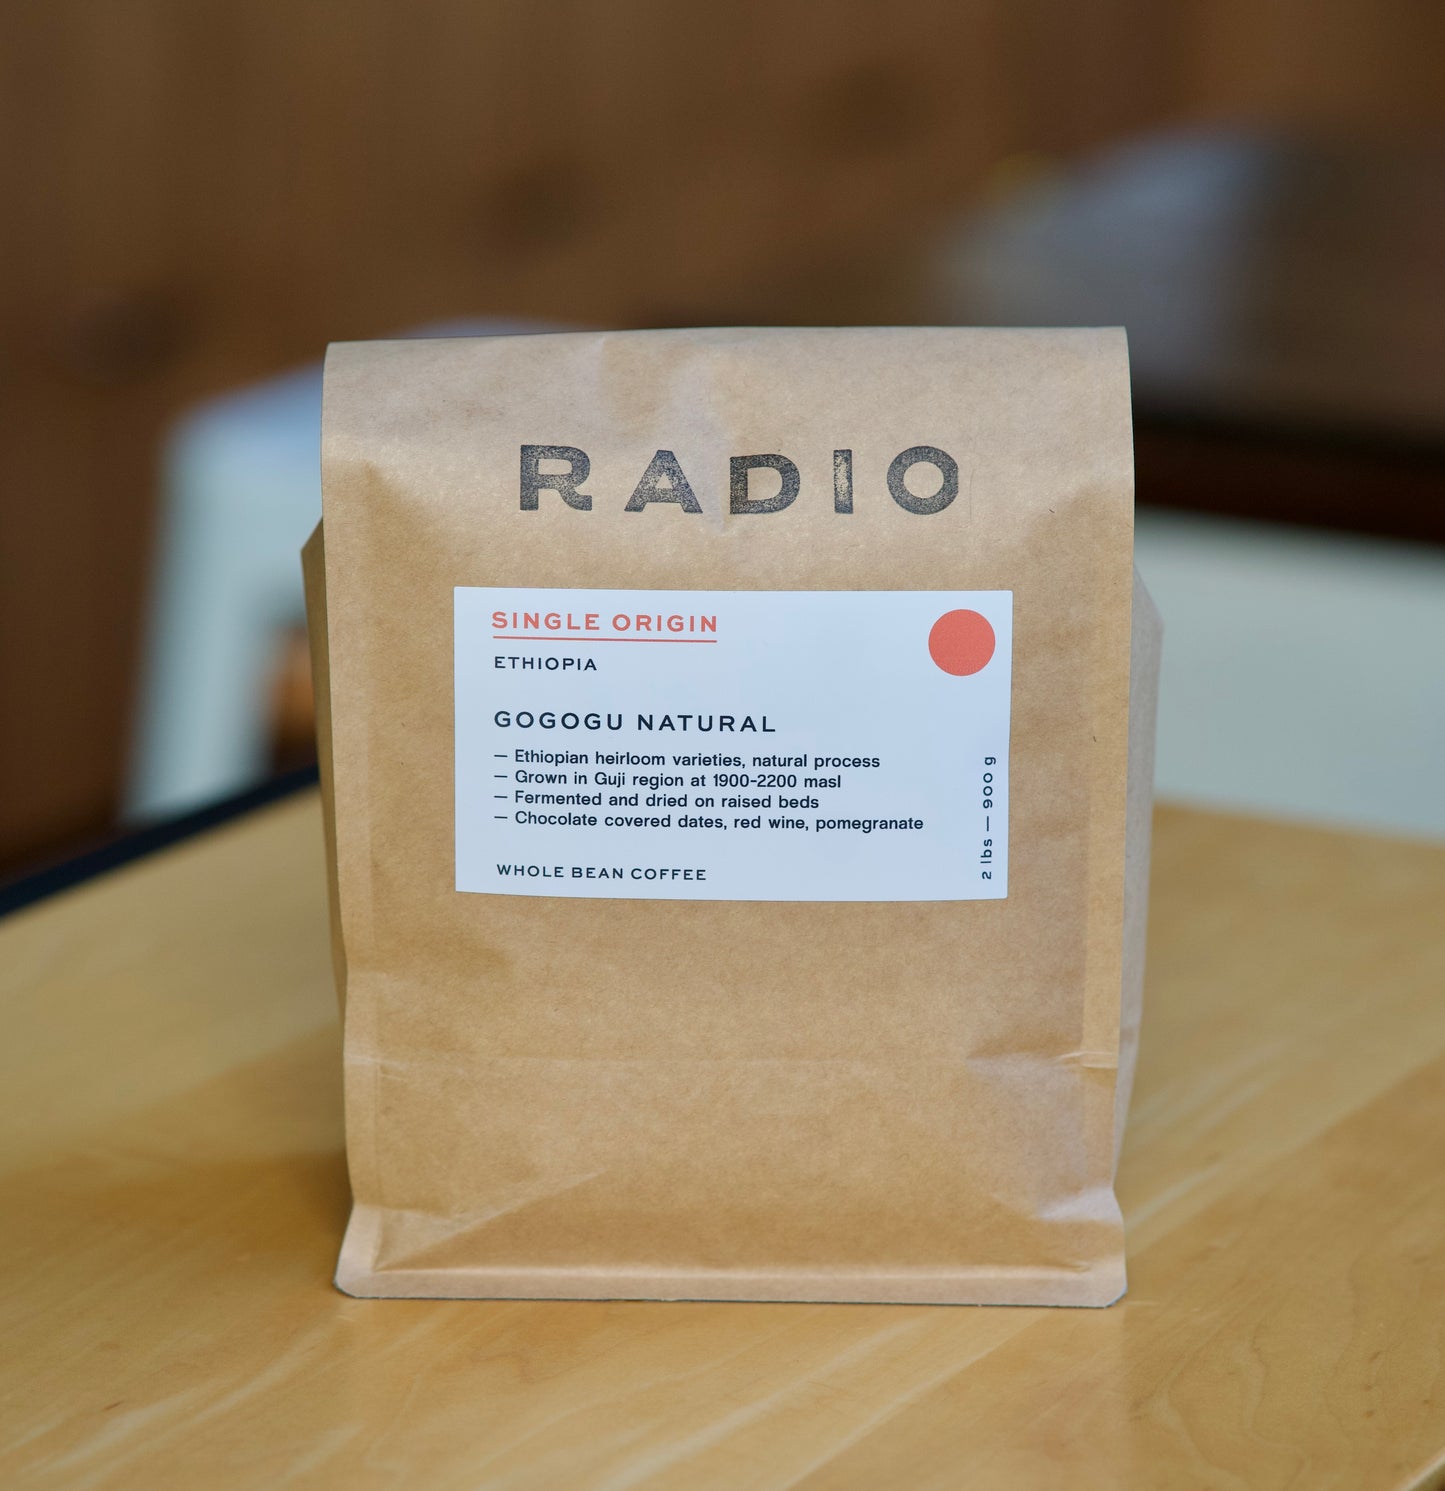 RADIO
SINGLE ORIGIN
ETHIOPIA
GOGOGU NATURAL
— Ethiopian heirloom varieties, natural process
— Grown in Guji region at 1900-2200 masl
— Fermented and dried on raised beds
— Chocolate covered dates, red wine, pomegranate
WHOLE BEAN COFFEE
2 lbs — 900 g